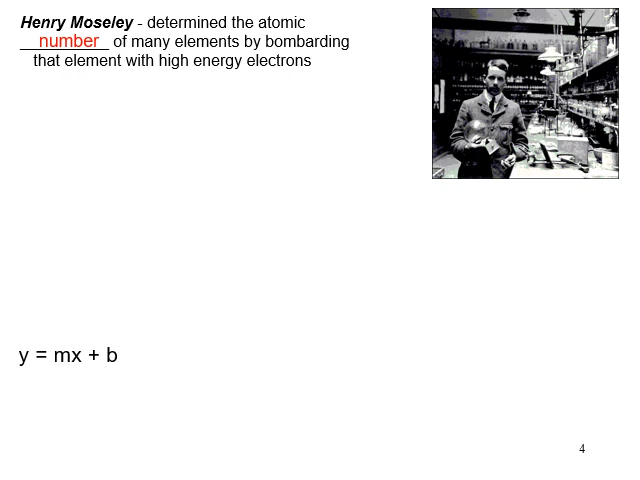 Henry Moseley - determined the atomic
number of many elements by bombarding
that element with high energy electrons
y = mx + b
4